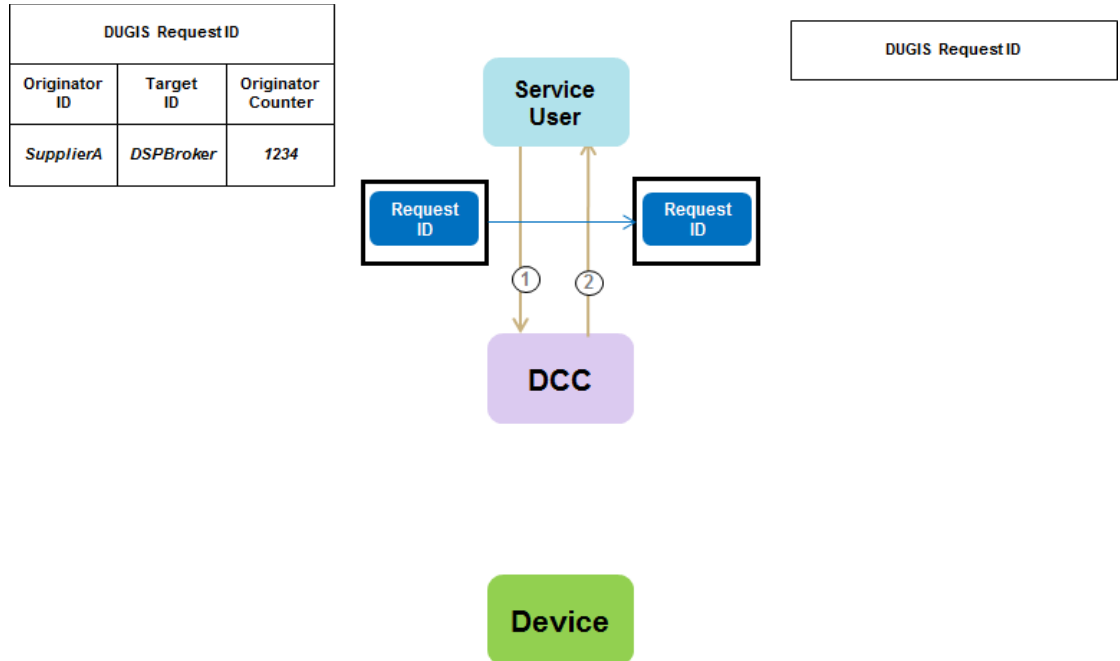 DUGIS Request ID
Originator ID
Target ID
Originator Counter
SupplierA
DSPBroker
1234
DUGIS Request ID
Service
User
Request
ID
Request
ID
1
2
DCC
Device